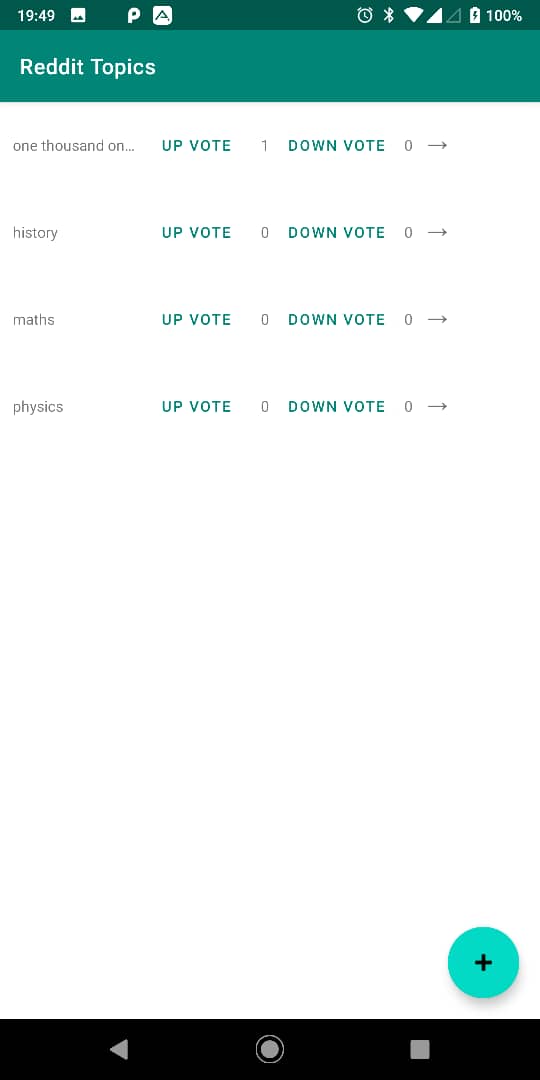 19:49 100%
Reddit Topics
one thousand on... UP VOTE 1 DOWN VOTE 0 →
history UP VOTE 0 DOWN VOTE 0 →
maths UP VOTE 0 DOWN VOTE 0 →
physics UP VOTE 0 DOWN VOTE 0 →
+